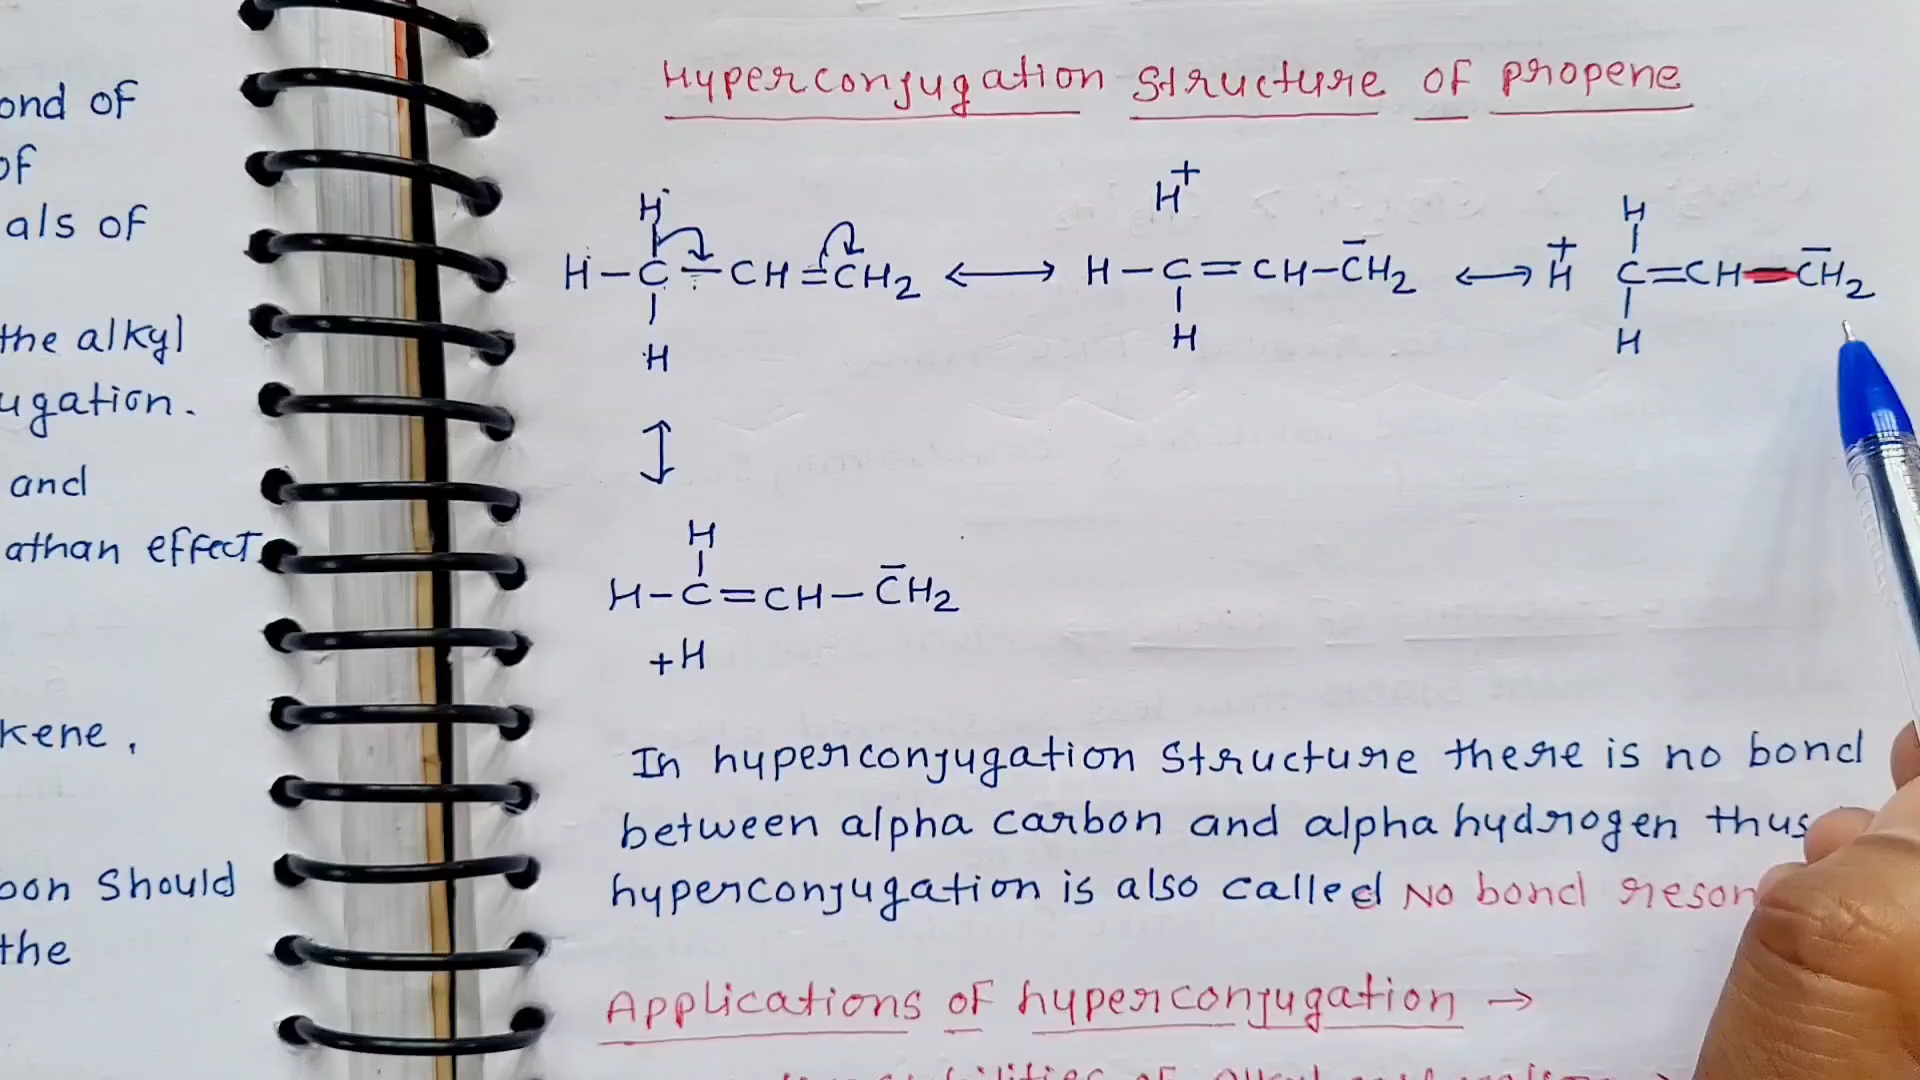 ond of
of
als of
the alkyl
ugation.
and
athan effect
kene,
bon should
the
Hyperconjugation structure of propene
H H+ H
H–C–CH=CH2 ⟷ H–C=CH–C̄H2 ⟷ H+ C=CH–C̄H2
H H H
↕
H
H–C=CH–C̄H2
+H
In hyperconjugation structure there is no bond
between alpha carbon and alpha hydrogen thus
hyperconjugation is also called No bond reson
Applications of hyperconjugation →